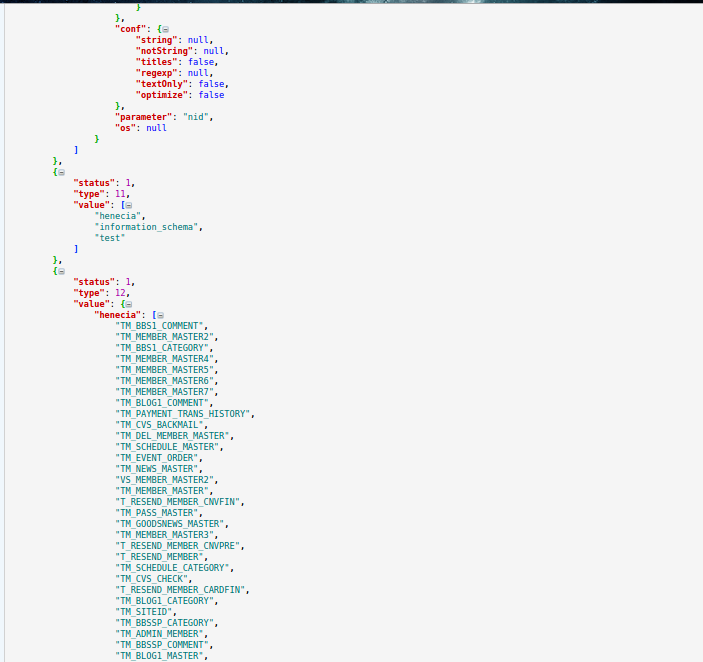 }
},
"conf": {
"string": null,
"notString": null,
"titles": false,
"regexp": null,
"textOnly": false,
"optimize": false
},
"parameter": "nid",
"os": null
}
]
},
{
"status": 1,
"type": 11,
"value": [
"henecia",
"information_schema",
"test"
]
},
{
"status": 1,
"type": 12,
"value": {
"henecia": [
"TM_BBS1_COMMENT",
"TM_MEMBER_MASTER2",
"TM_BBS1_CATEGORY",
"TM_MEMBER_MASTER4",
"TM_MEMBER_MASTER5",
"TM_MEMBER_MASTER6",
"TM_MEMBER_MASTER7",
"TM_BLOG1_COMMENT",
"TM_PAYMENT_TRANS_HISTORY",
"TM_CVS_BACKMAIL",
"TM_DEL_MEMBER_MASTER",
"TM_SCHEDULE_MASTER",
"TM_EVENT_ORDER",
"TM_NEWS_MASTER",
"VS_MEMBER_MASTER2",
"TM_MEMBER_MASTER",
"T_RESEND_MEMBER_CNVFIN",
"TM_PASS_MASTER",
"TM_GOODSNEWS_MASTER",
"TM_MEMBER_MASTER3",
"T_RESEND_MEMBER_CNVPRE",
"T_RESEND_MEMBER",
"TM_SCHEDULE_CATEGORY",
"TM_CVS_CHECK",
"T_RESEND_MEMBER_CARDFIN",
"TM_BLOG1_CATEGORY",
"TM_SITEID",
"TM_BBSSP_CATEGORY",
"TM_ADMIN_MEMBER",
"TM_BBSSP_COMMENT",
"TM_BLOG1_MASTER",